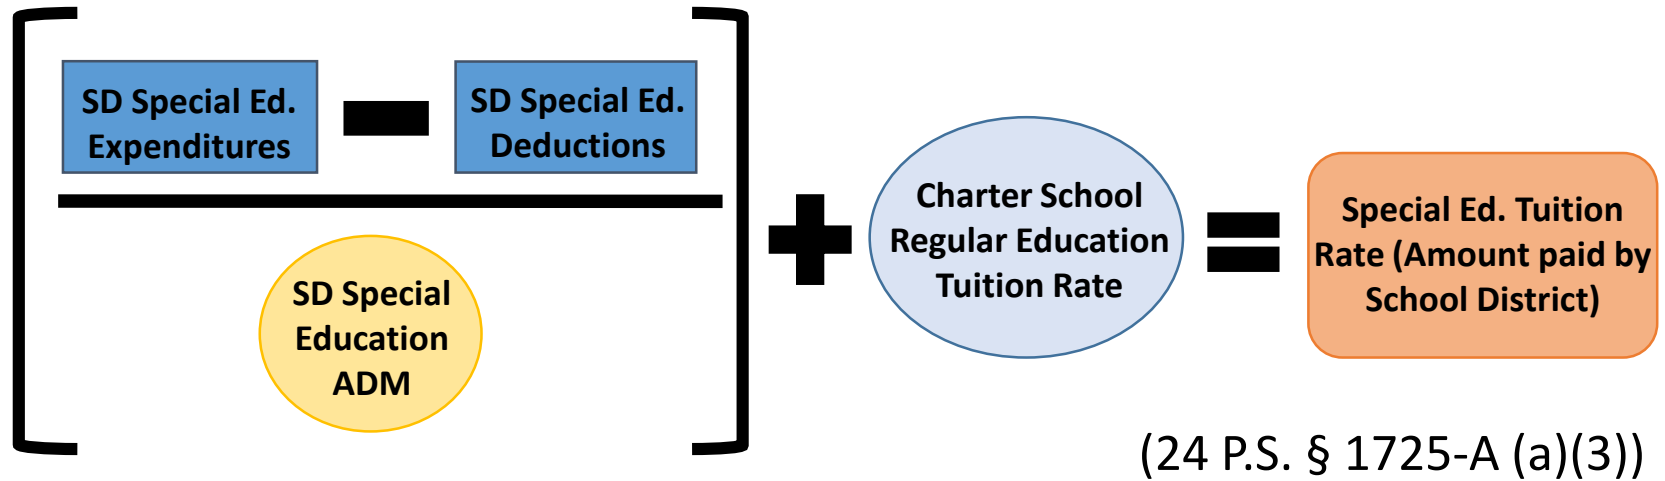 SD Special Ed.
Expenditures
SD Special Ed.
Deductions
SD Special
Education
ADM
Charter School
Regular Education
Tuition Rate
Special Ed. Tuition
Rate (Amount paid by
School District)
(24 P.S. § 1725-A (a)(3))